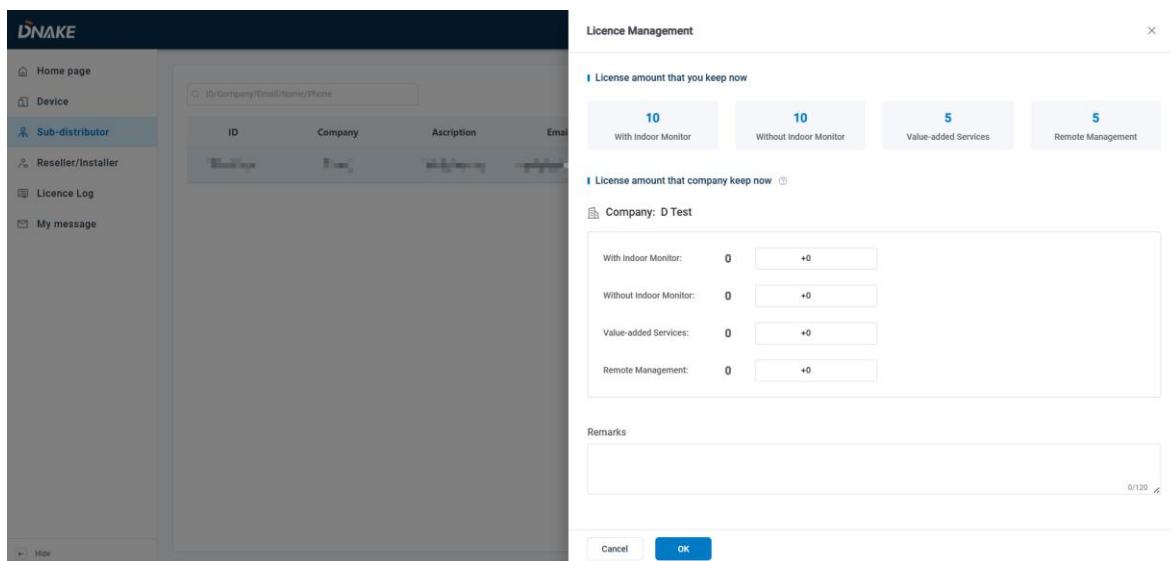 DNAKE
Home page
Device
Sub-distributor
Reseller/Installer
Licence Log
My message
Hide
ID/Company/Email/Name/Phone
ID Company Ascription Emai
Licence Management
License amount that you keep now
10 10 5 5
With Indoor Monitor Without Indoor Monitor Value-added Services Remote Management
License amount that company keep now
Company: D Test
With Indoor Monitor: 0 +0
Without Indoor Monitor: 0 +0
Value-added Services: 0 +0
Remote Management: 0 +0
Remarks
0/120
Cancel OK